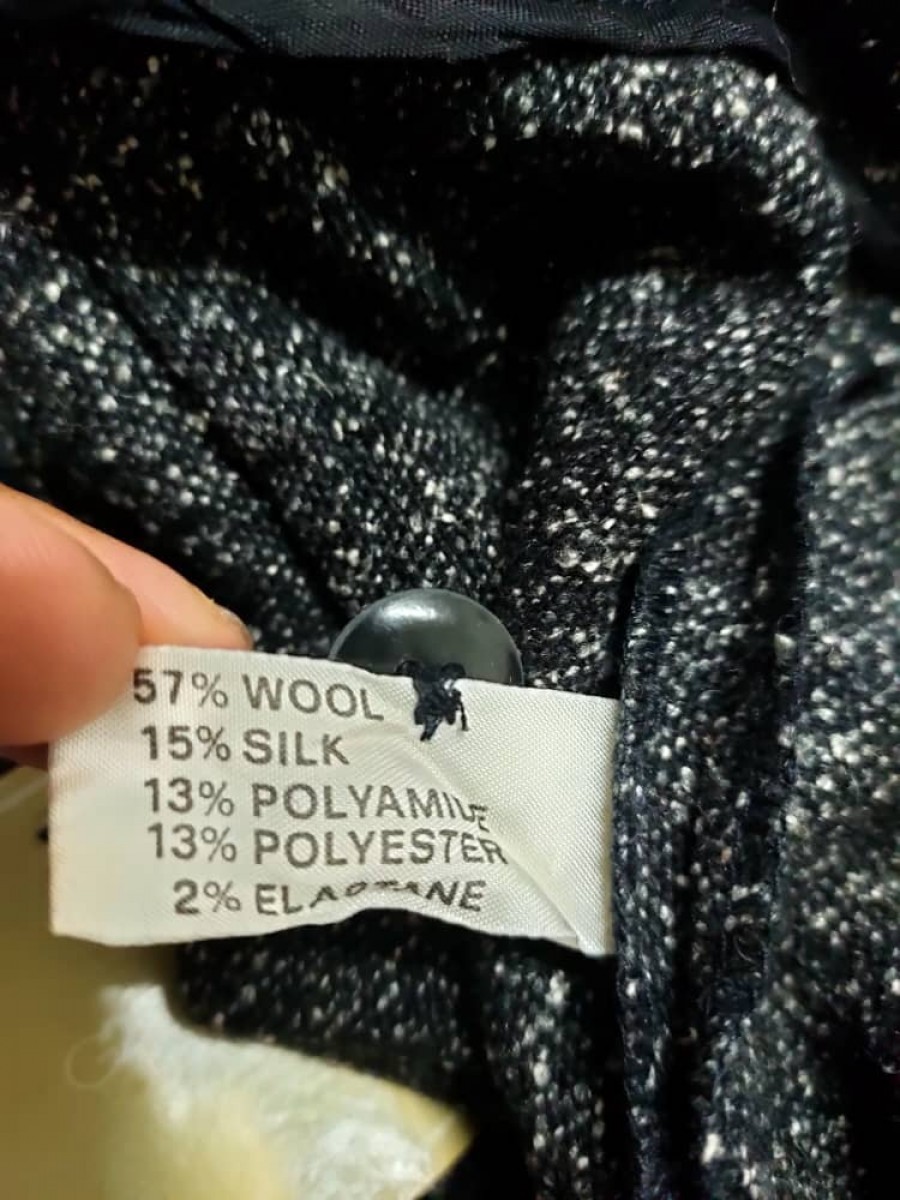 57% WOOL
15% SILK
13% POLYAMIDE
13% POLYESTER
2% ELASTANE